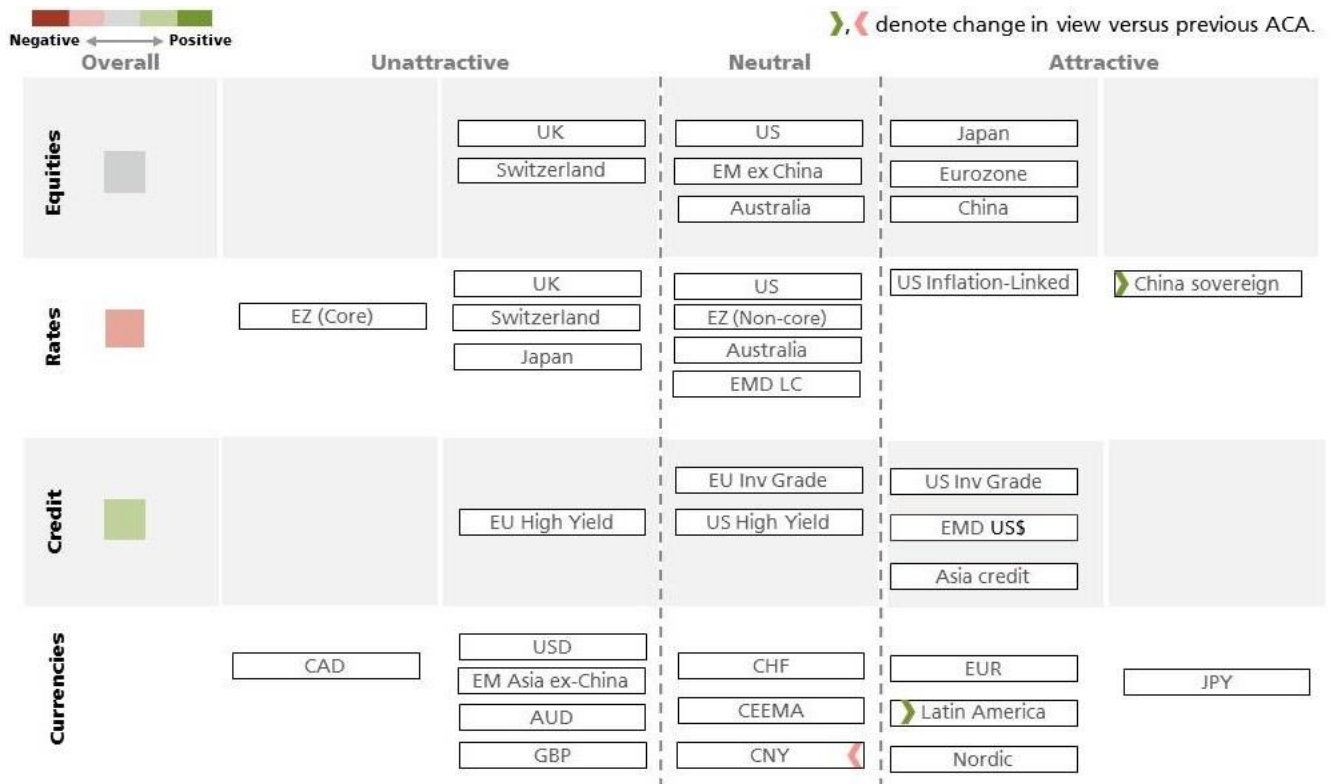 ❯,❮ denote change in view versus previous ACA.
Negative Positive
Overall Unattractive Neutral Attractive
Equities
UK US Japan
Switzerland EM ex China Eurozone
Australia China
Rates
UK US US Inflation-Linked China sovereign
EZ (Core) Switzerland EZ (Non-core)
Japan Australia
EMD LC
Credit
EU Inv Grade US Inv Grade
EU High Yield US High Yield EMD US$
Asia credit
Currencies
USD
CAD EM Asia ex-China CHF EUR JPY
AUD CEEMA Latin America
GBP CNY Nordic